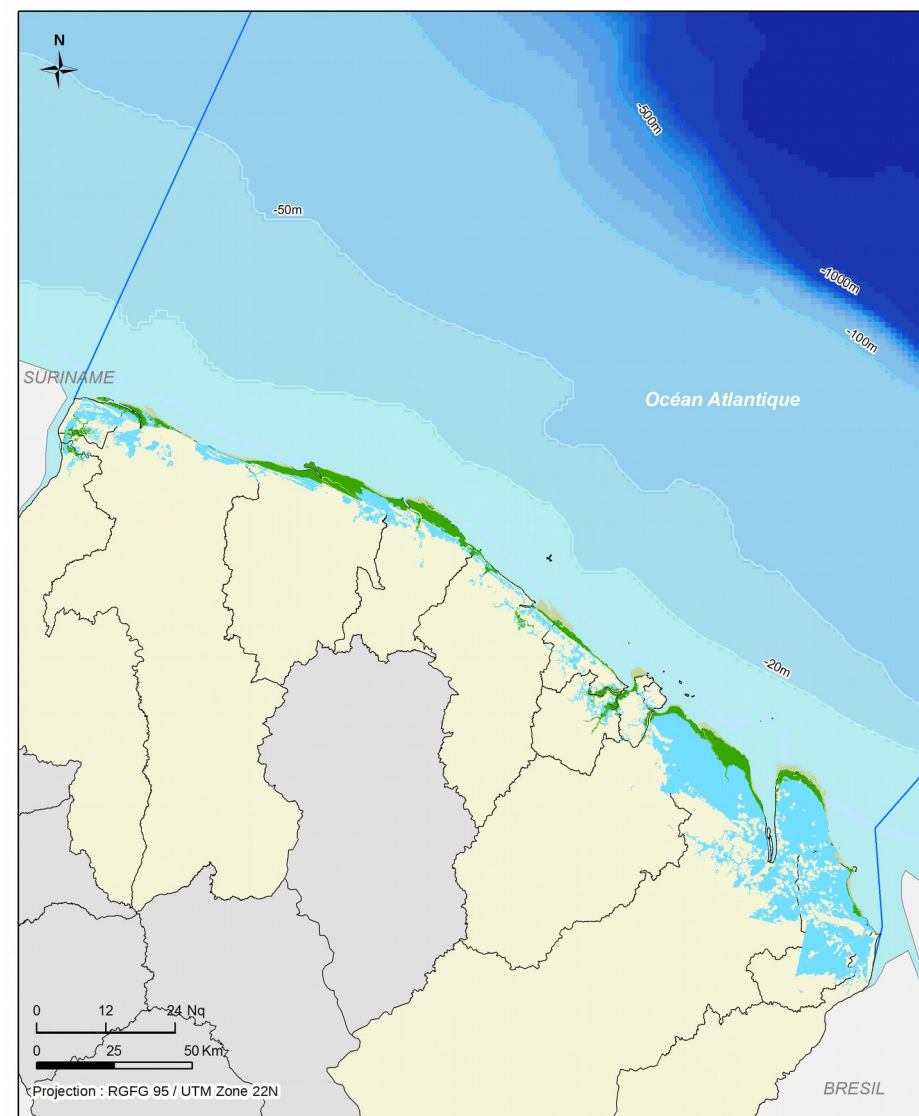 N
-500m
-50m
-1000m
-100m
SURINAME
Océan Atlantique
-20m
0 12 24 Nq
0 25 50 Km
Projection : RGFG 95 / UTM Zone 22N
BRESIL